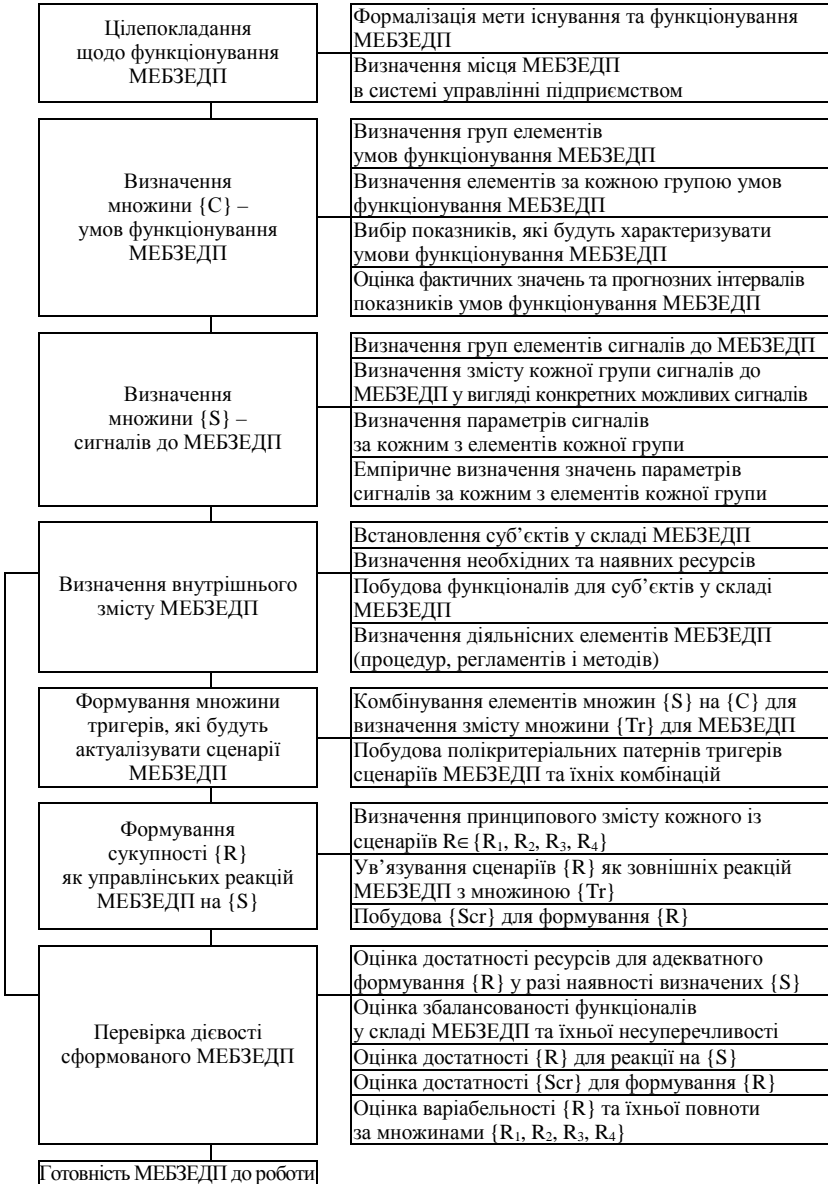 Цілепокладання
щодо функціонування
МЕБЗЕДП
Формалізація мети існування та функціонування
МЕБЗЕДП
Визначення місця МЕБЗЕДП
в системі управлінні підприємством
Визначення
множини {C} –
умов функціонування
МЕБЗЕДП
Визначення груп елементів
умов функціонування МЕБЗЕДП
Визначення елементів за кожною групою умов
функціонування МЕБЗЕДП
Вибір показників, які будуть характеризувати
умови функціонування МЕБЗЕДП
Оцінка фактичних значень та прогнозних інтервалів
показників умов функціонування МЕБЗЕДП
Визначення
множини {S} –
сигналів до МЕБЗЕДП
Визначення груп елементів сигналів до МЕБЗЕДП
Визначення змісту кожної групи сигналів до
МЕБЗЕДП у вигляді конкретних можливих сигналів
Визначення параметрів сигналів
за кожним з елементів кожної групи
Емпіричне визначення значень параметрів
сигналів за кожним з елементів кожної групи
Визначення внутрішнього
змісту МЕБЗЕДП
Встановлення суб’єктів у складі МЕБЗЕДП
Визначення необхідних та наявних ресурсів
Побудова функціоналів для суб’єктів у складі
МЕБЗЕДП
Визначення діяльнісних елементів МЕБЗЕДП
(процедур, регламентів і методів)
Формування множини
тригерів, які будуть
актуалізувати сценарії
МЕБЗЕДП
Комбінування елементів множин {S} на {C} для
визначення змісту множини {Tr} для МЕБЗЕДП
Побудова полікритеріальних патернів тригерів
сценаріїв МЕБЗЕДП та їхніх комбінацій
Формування
сукупності {R}
як управлінських реакцій
МЕБЗЕДП на {S}
Визначення принципового змісту кожного із
сценаріїв R∈{R₁, R₂, R₃, R₄}
Ув’язування сценаріїв {R} як зовнішніх реакцій
МЕБЗЕДП з множиною {Tr}
Побудова {Scr} для формування {R}
Перевірка дієвості
сформованого МЕБЗЕДП
Оцінка достатності ресурсів для адекватного
формування {R} у разі наявності визначених {S}
Оцінка збалансованості функціоналів
у складі МЕБЗЕДП та їхньої несуперечливості
Оцінка достатності {R} для реакції на {S}
Оцінка достатності {Scr} для формування {R}
Оцінка варіабельності {R} та їхньої повноти
за множинами {R₁, R₂, R₃, R₄}
Готовність МЕБЗЕДП до роботи